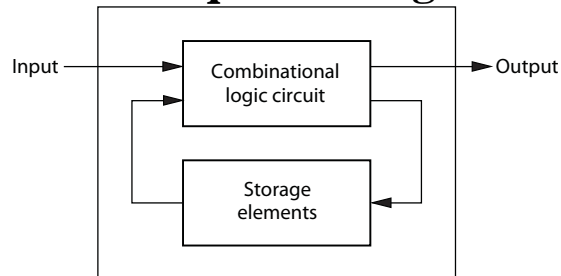 Input
Combinational
logic circuit
Output
Storage
elements